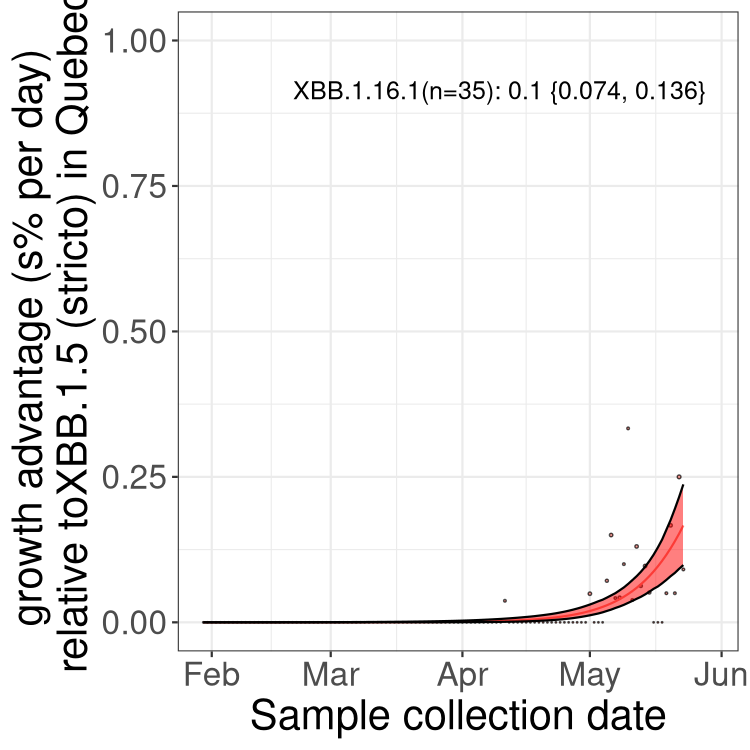 growth advantage (s% per day)
relative toXBB.1.5 (stricto) in Quebec
1.00
0.75
0.50
0.25
0.00
XBB.1.16.1(n=35): 0.1 {0.074, 0.136}
Feb Mar Apr May Jun
Sample collection date